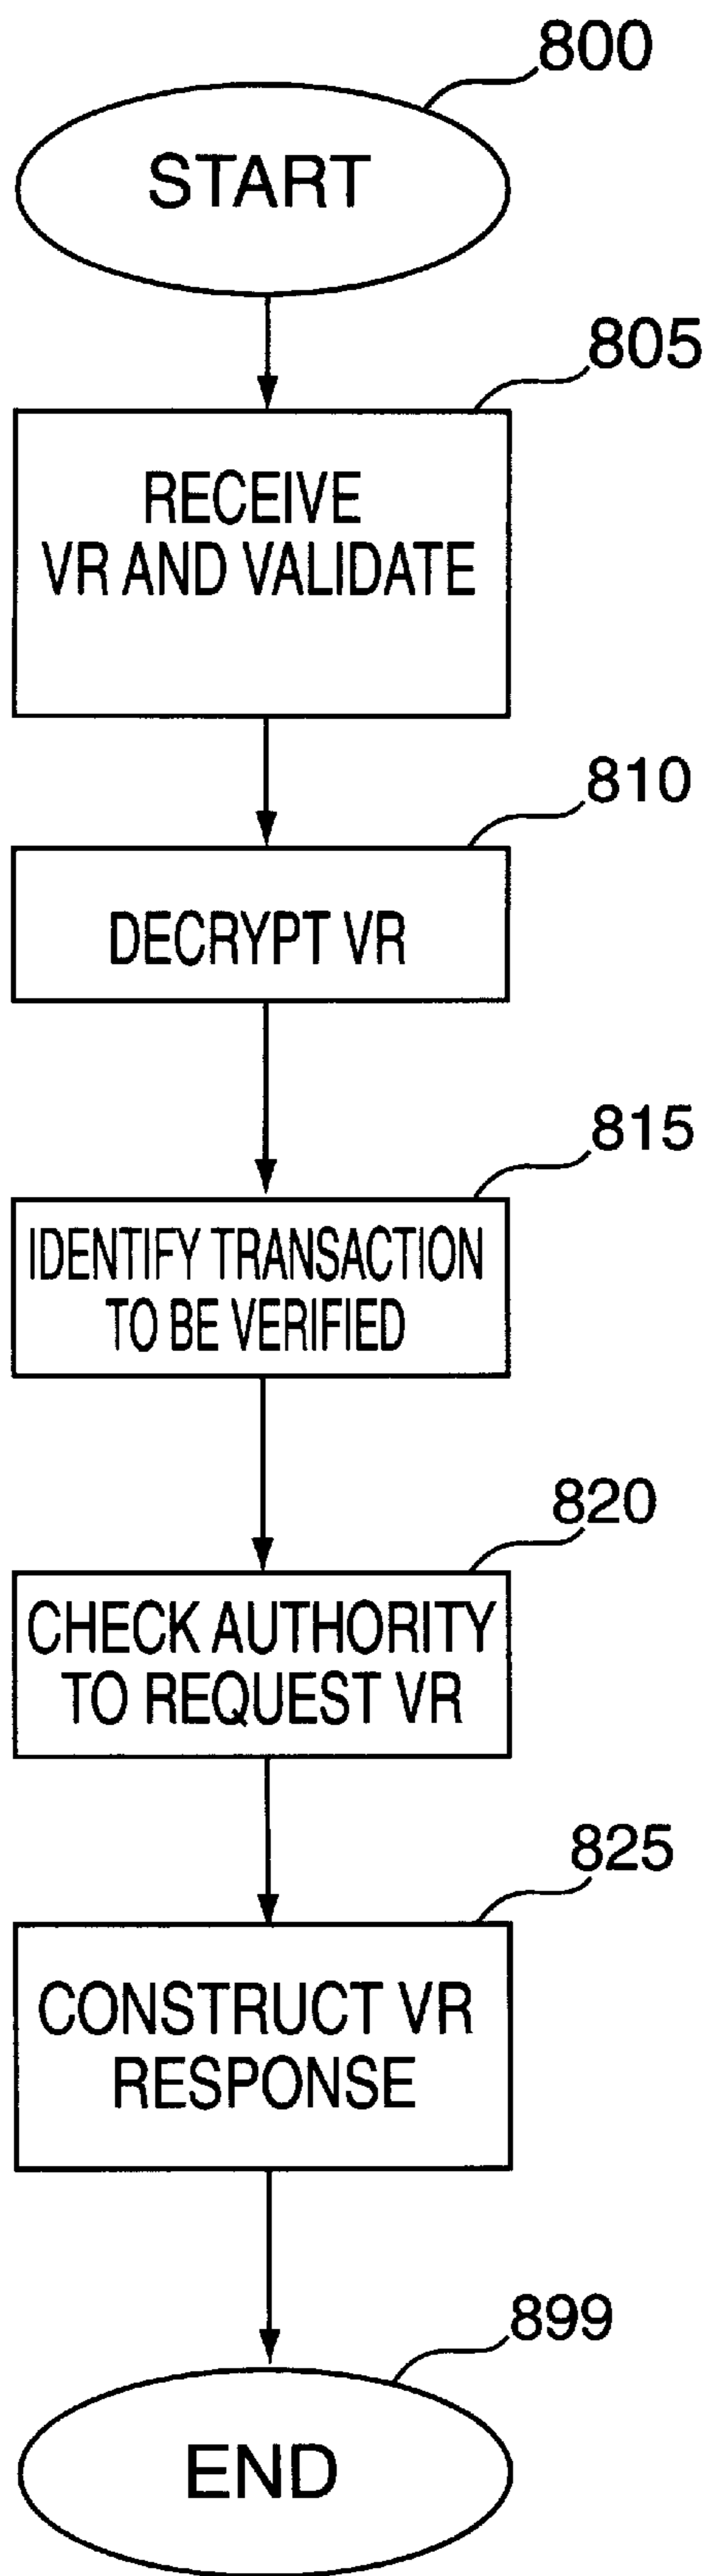 800
START
805
RECEIVE
VR AND VALIDATE
810
DECRYPT VR
815
IDENTIFY TRANSACTION
TO BE VERIFIED
820
CHECK AUTHORITY
TO REQUEST VR
825
CONSTRUCT VR
RESPONSE
899
END